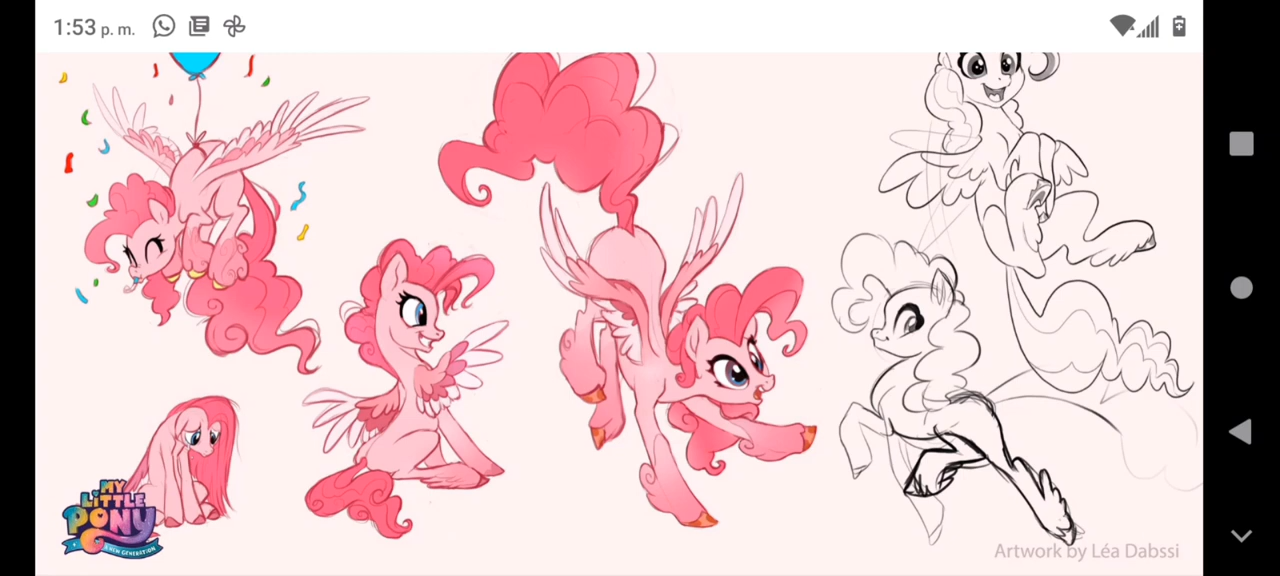 1:53 p. m.
MY
LITTLE
PONY
A NEW GENERATION
Artwork by Léa Dabssi